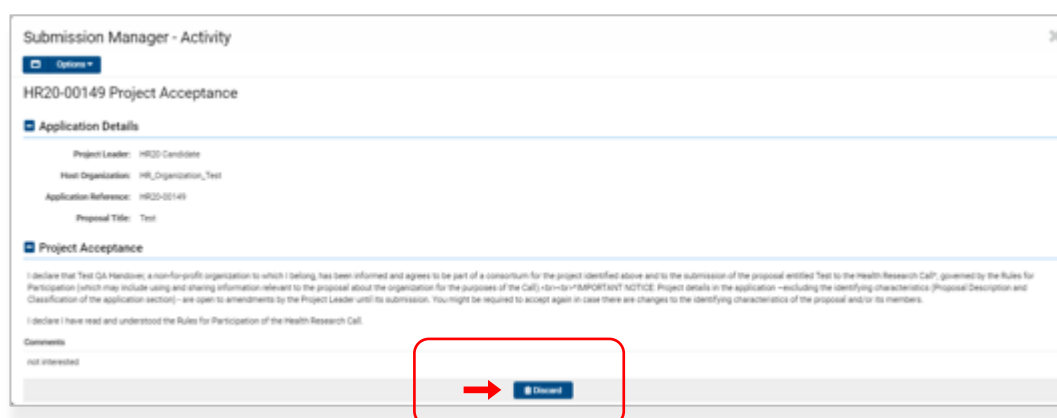 Submission Manager - Activity
Options
HR20-00149 Project Acceptance
Application Details
Project Leader: HR20 Candidate
Host Organization: HR_Organization_Test
Application Reference: HR20-00149
Proposal Title: Test
Project Acceptance
I declare that Test QA Handover, a non-for-profit organization to which I belong, has been informed and agrees to be part of a consortium for the project identified above and to the submission of the proposal entitled Test to the Health Research Call*, governed by the Rules for
Participation (which may include using and sharing information relevant to the proposal about the organization for the purposes of the Call).<br><br>*IMPORTANT NOTICE: Project details in the application –excluding the identifying characteristics (Proposal Description and
Classification of the application section) - are open to amendments by the Project Leader until its submission. You might be required to accept again in case there are changes to the identifying characteristics of the proposal and/or its members.
I declare I have read and understood the Rules for Participation of the Health Research Call.
Comments
not interested
Discard